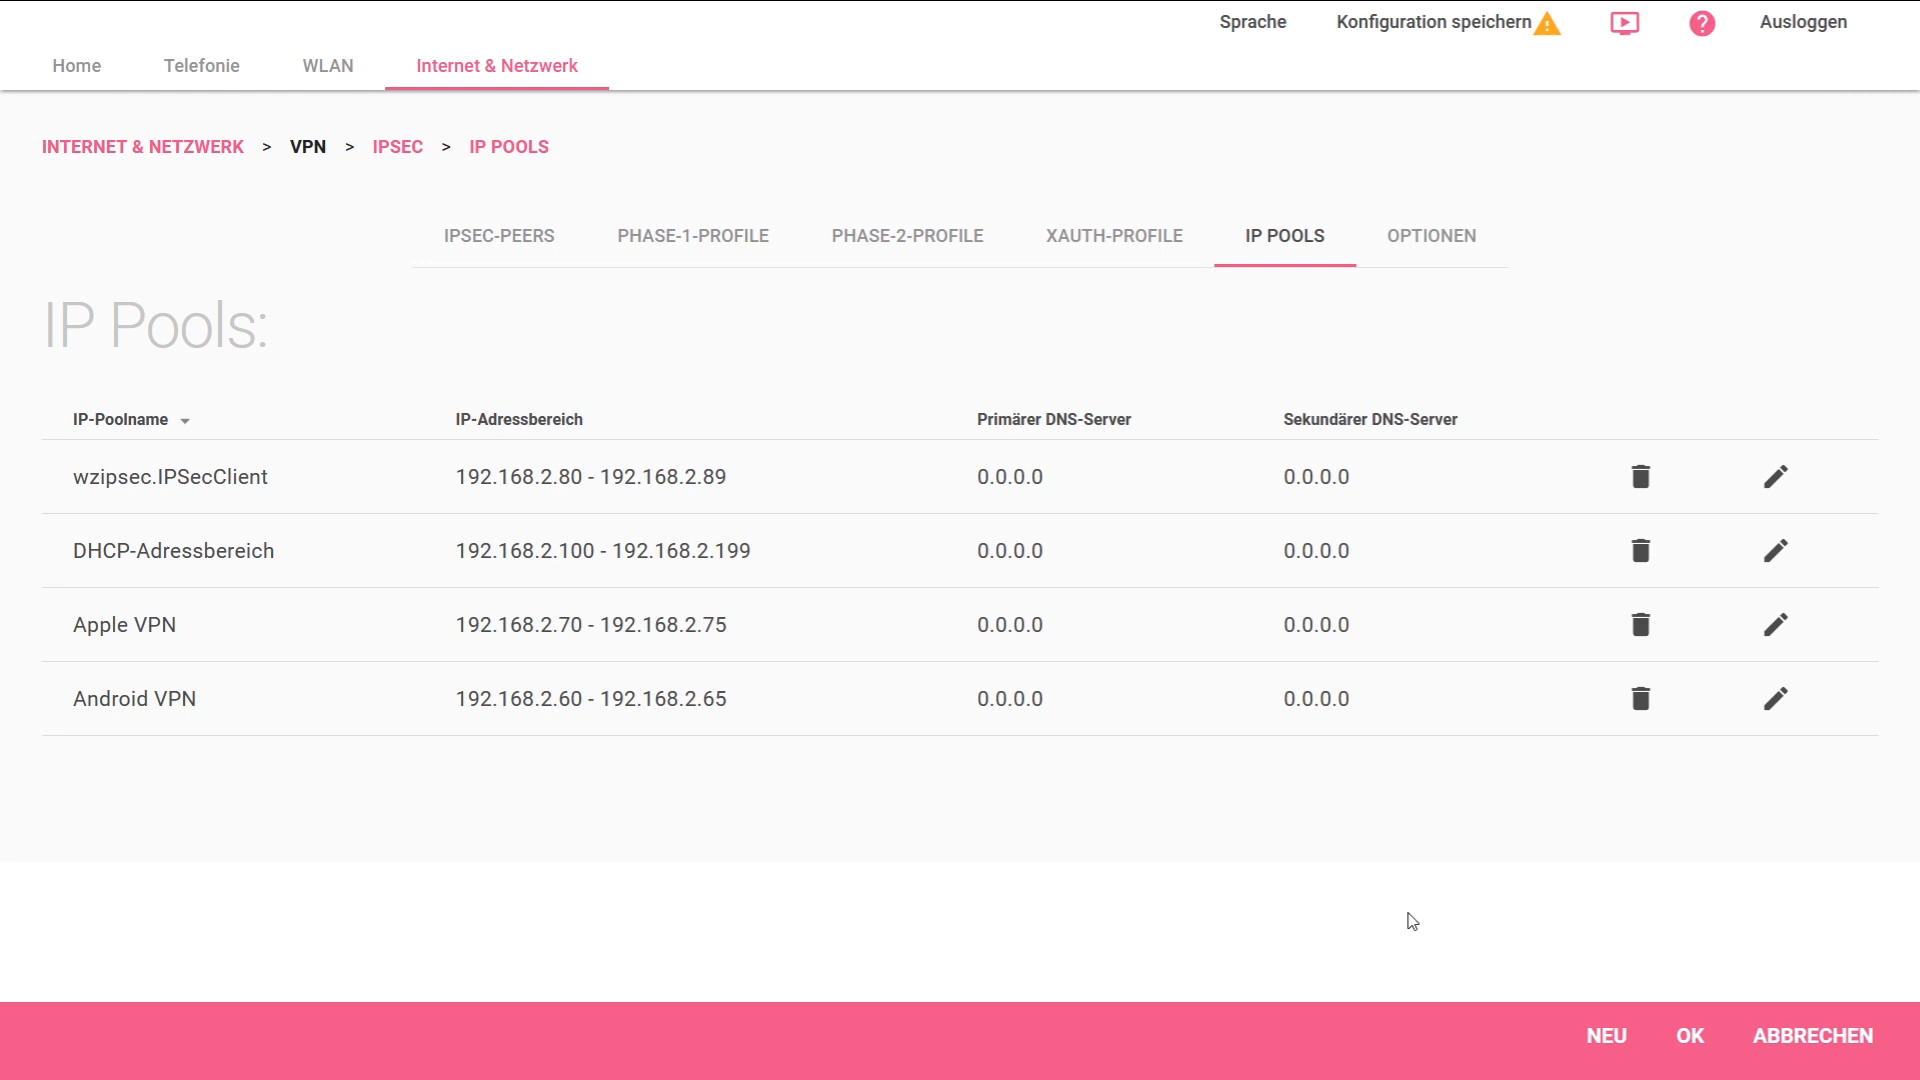 Sprache Konfiguration speichern Ausloggen
Home Telefonie WLAN Internet & Netzwerk
INTERNET & NETZWERK > VPN > IPSEC > IP POOLS
IPSEC-PEERS PHASE-1-PROFILE PHASE-2-PROFILE XAUTH-PROFILE IP POOLS OPTIONEN
IP Pools:
IP-Poolname IP-Adressbereich Primärer DNS-Server Sekundärer DNS-Server
wzipsec.IPSecClient 192.168.2.80 - 192.168.2.89 0.0.0.0 0.0.0.0
DHCP-Adressbereich 192.168.2.100 - 192.168.2.199 0.0.0.0 0.0.0.0
Apple VPN 192.168.2.70 - 192.168.2.75 0.0.0.0 0.0.0.0
Android VPN 192.168.2.60 - 192.168.2.65 0.0.0.0 0.0.0.0
NEU OK ABBRECHEN